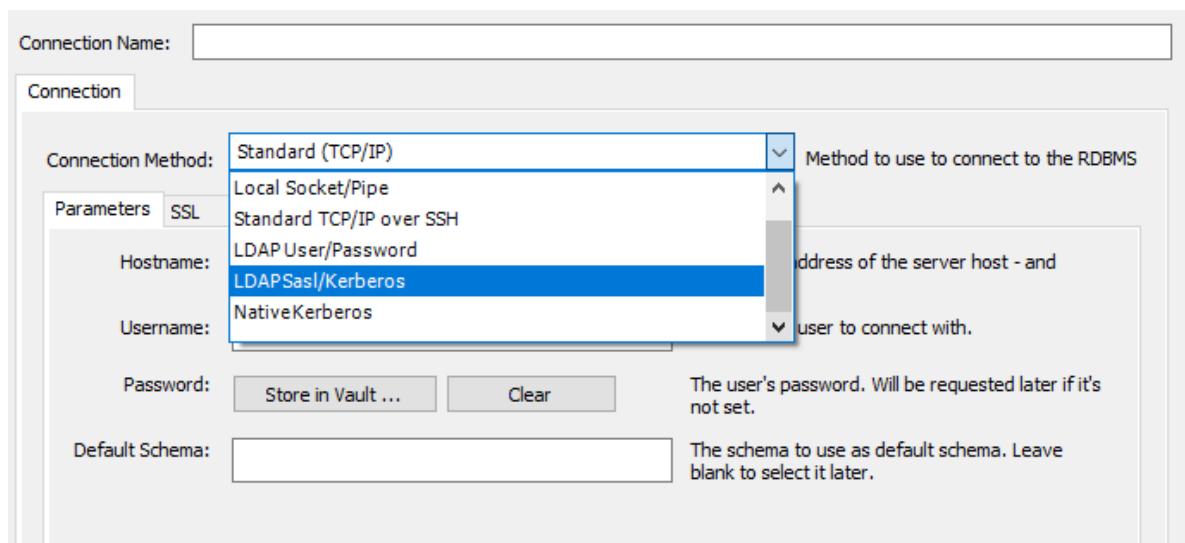 Connection Name:
Connection
Connection Method: Standard (TCP/IP) Method to use to connect to the RDBMS
Local Socket/Pipe
Parameters SSL
Standard TCP/IP over SSH
LDAP User/Password
Hostname: address of the server host - and
LDAPSasl/Kerberos
NativeKerberos
Username: user to connect with.
Password: Store in Vault ... Clear The user's password. Will be requested later if it's
not set.
Default Schema: The schema to use as default schema. Leave
blank to select it later.